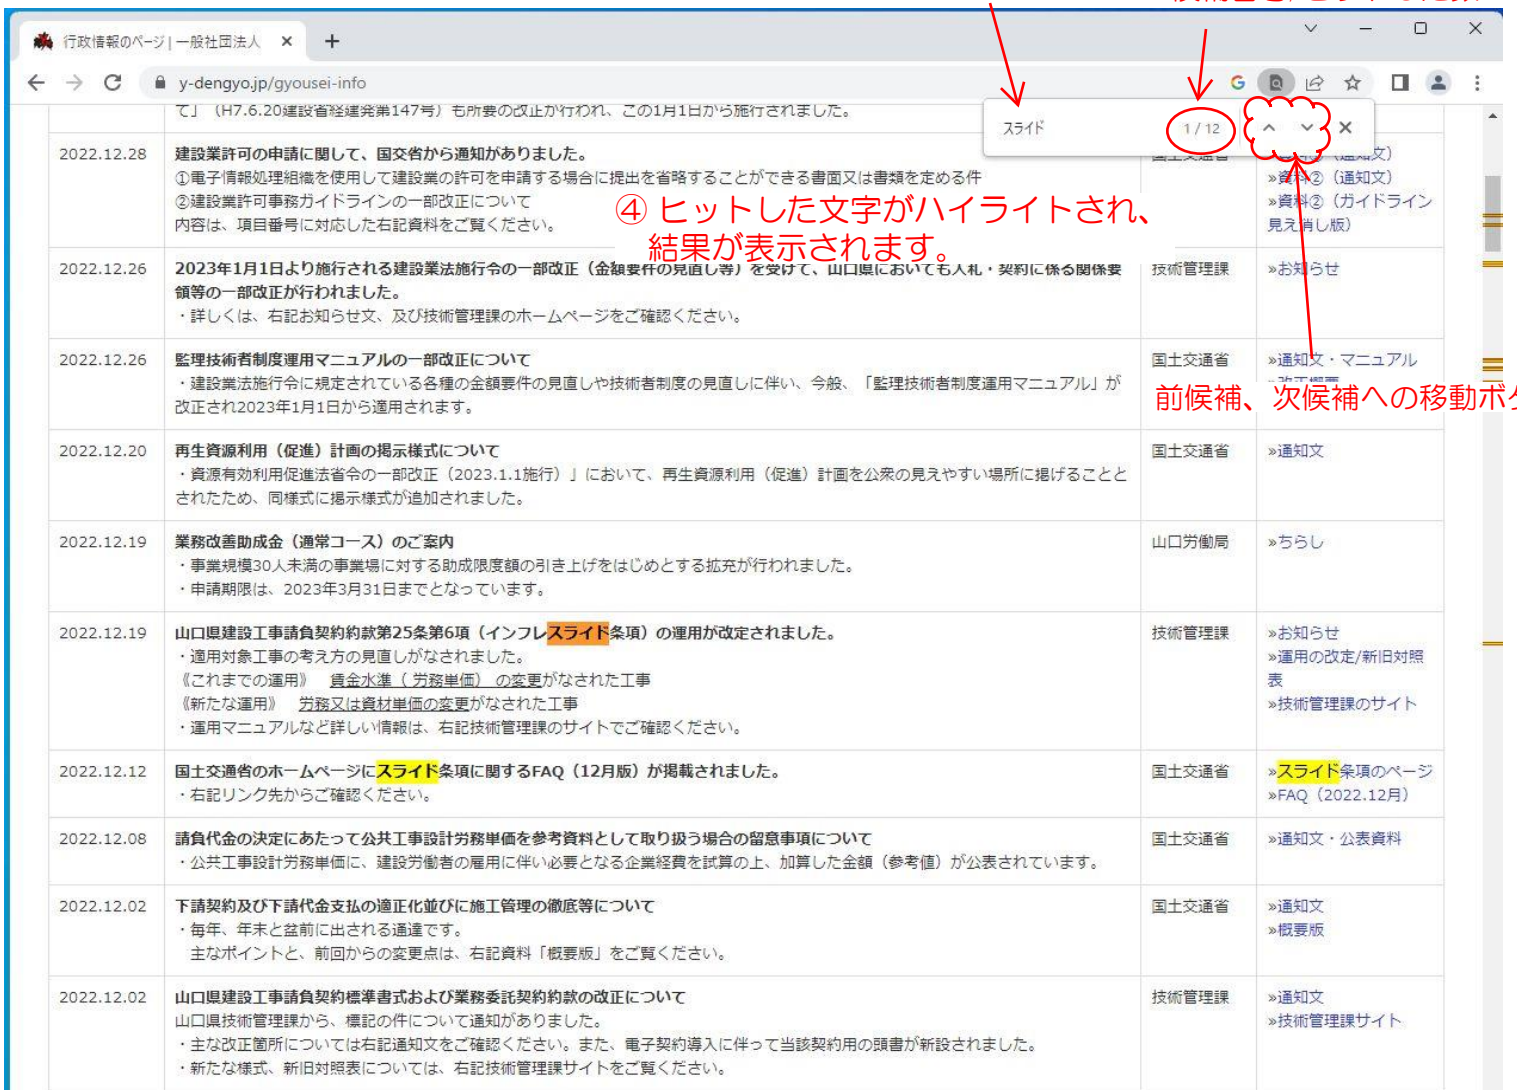 行政情報のページ | 一般社団法人
y-dengyo.jp/gyousei-info
スライド
1 / 12
て」（H7.6.20建設省経建発第147号）も所要の改正が行われ、この1月1日から施行されました。
2022.12.28
建設業許可の申請に関して、国交省から通知がありました。
①電子情報処理組織を使用して建設業の許可を申請する場合に提出を省略することができる書面又は書類を定める件
②建設業許可事務ガイドラインの一部改正について
内容は、項目番号に対応した右記資料をご覧ください。
国土交通省
（通知文）
»資料②（通知文）
»資料②（ガイドライン
見え消し版）
④ ヒットした文字がハイライトされ、
結果が表示されます。
2022.12.26
2023年1月1日より施行される建設業法施行令の一部改正（金額要件の見直し等）を受けて、山口県においても入札・契約に係る関係要
領等の一部改正が行われました。
・詳しくは、右記お知らせ文、及び技術管理課のホームページをご確認ください。
技術管理課
»お知らせ
2022.12.26
監理技術者制度運用マニュアルの一部改正について
・建設業法施行令に規定されている各種の金額要件の見直しや技術者制度の見直しに伴い、今般、「監理技術者制度運用マニュアル」が
改正され2023年1月1日から適用されます。
国土交通省
»通知文・マニュアル
前候補、次候補への移動ボ
2022.12.20
再生資源利用（促進）計画の掲示様式について
・資源有効利用促進法省令の一部改正（2023.1.1施行）」において、再生資源利用（促進）計画を公衆の見えやすい場所に掲げることと
されたため、同様式に掲示様式が追加されました。
国土交通省
»通知文
2022.12.19
業務改善助成金（通常コース）のご案内
・事業規模30人未満の事業場に対する助成限度額の引き上げをはじめとする拡充が行われました。
・申請期限は、2023年3月31日までとなっています。
山口労働局
»ちらし
2022.12.19
山口県建設工事請負契約約款第25条第6項（インフレスライド条項）の運用が改定されました。
・適用対象工事の考え方の見直しがなされました。
《これまでの運用》　賃金水準（ 労務単価） の変更がなされた工事
《新たな運用》　労務又は資材単価の変更がなされた工事
・運用マニュアルなど詳しい情報は、右記技術管理課のサイトでご確認ください。
技術管理課
»お知らせ
»運用の改定/新旧対照
表
»技術管理課のサイト
2022.12.12
国土交通省のホームページにスライド条項に関するFAQ（12月版）が掲載されました。
・右記リンク先からご確認ください。
国土交通省
»スライド条項のページ
»FAQ（2022.12月）
2022.12.08
請負代金の決定にあたって公共工事設計労務単価を参考資料として取り扱う場合の留意事項について
・公共工事設計労務単価に、建設労働者の雇用に伴い必要となる企業経費を試算の上、加算した金額（参考値）が公表されています。
国土交通省
»通知文・公表資料
2022.12.02
下請契約及び下請代金支払の適正化並びに施工管理の徹底等について
・毎年、年末と盆前に出される通達です。
主なポイントと、前回からの変更点は、右記資料「概要版」をご覧ください。
国土交通省
»通知文
»概要版
2022.12.02
山口県建設工事請負契約標準書式および業務委託契約約款の改正について
山口県技術管理課から、標記の件について通知がありました。
・主な改正箇所については右記通知文をご確認ください。また、電子契約導入に伴って当該契約用の頭書が新設されました。
・新たな様式、新旧対照表については、右記技術管理課サイトをご覧ください。
技術管理課
»通知文
»技術管理課サイト